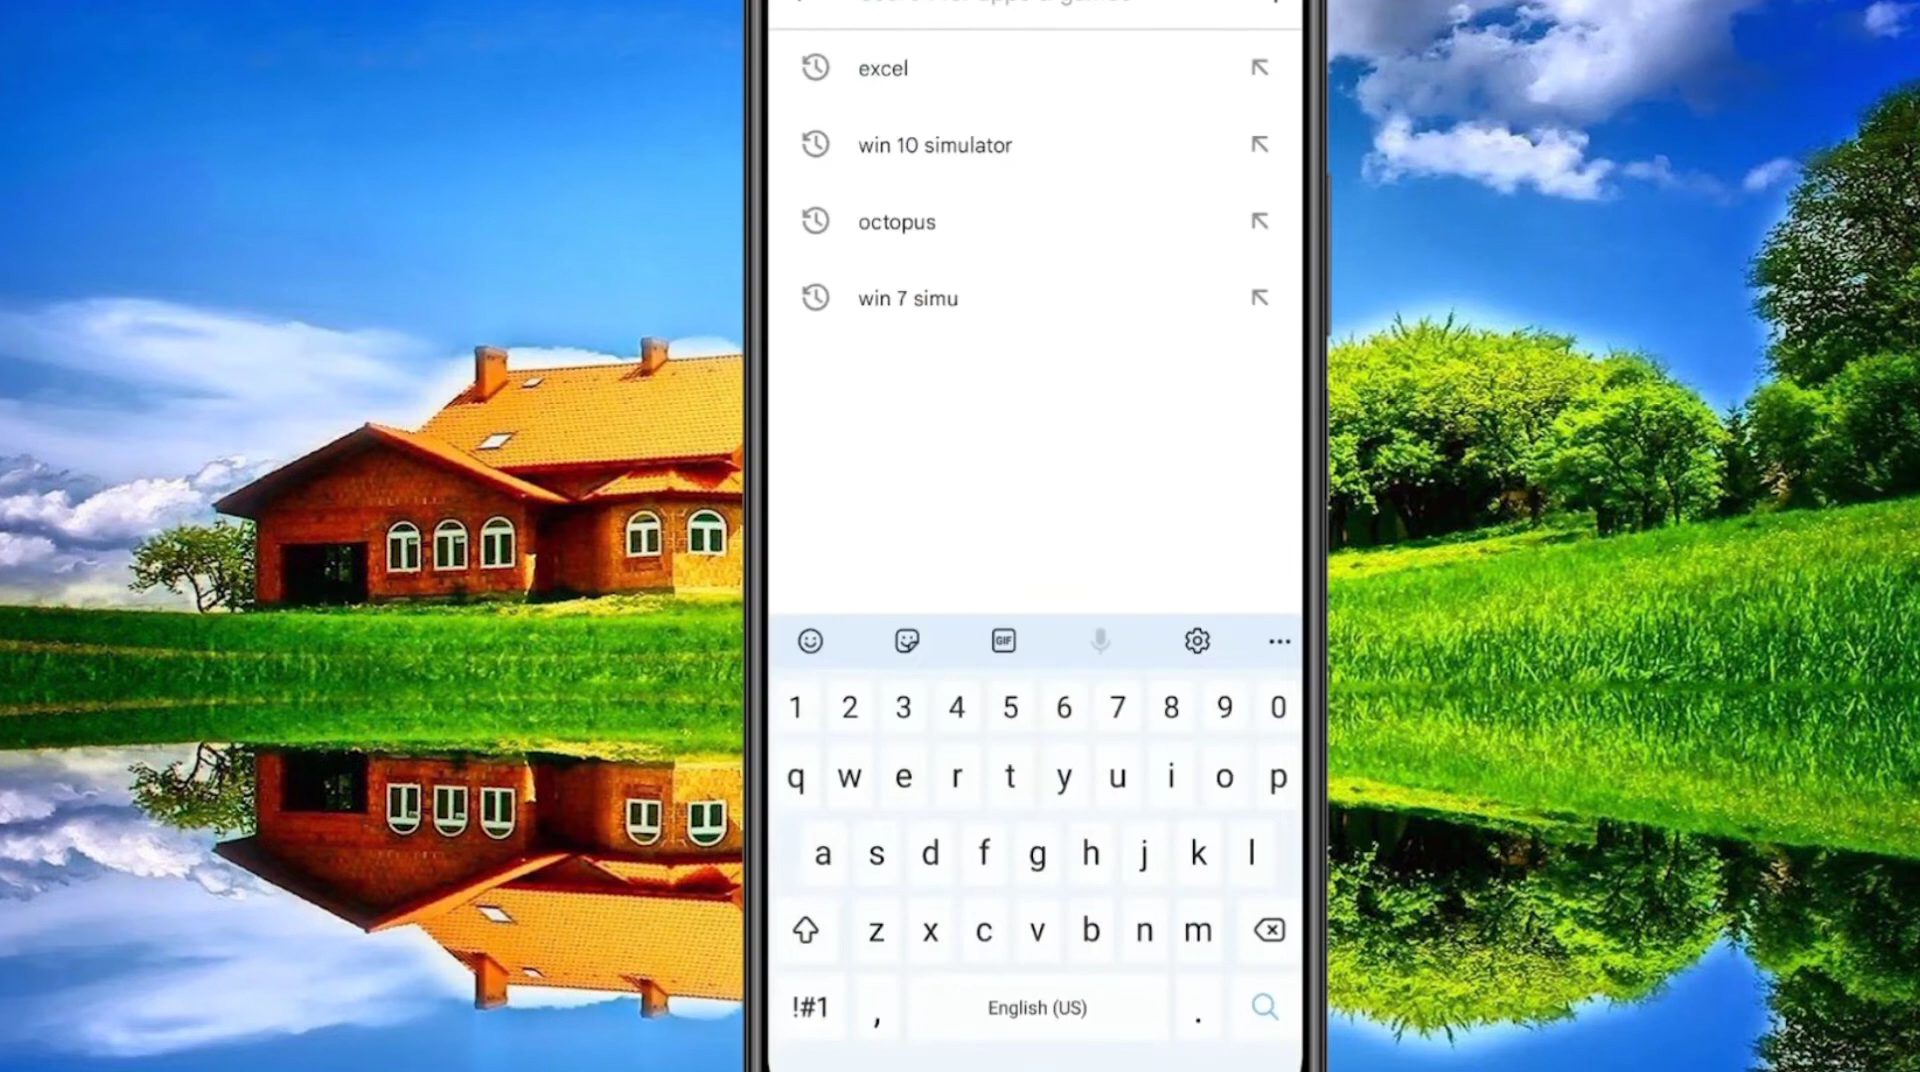 excel
win 10 simulator
octopus
win 7 simu
GIF
1 2 3 4 5 6 7 8 9 0
q w e r t y u i o p
a s d f g h j k l
z x c v b n m
!#1 , English (US) .